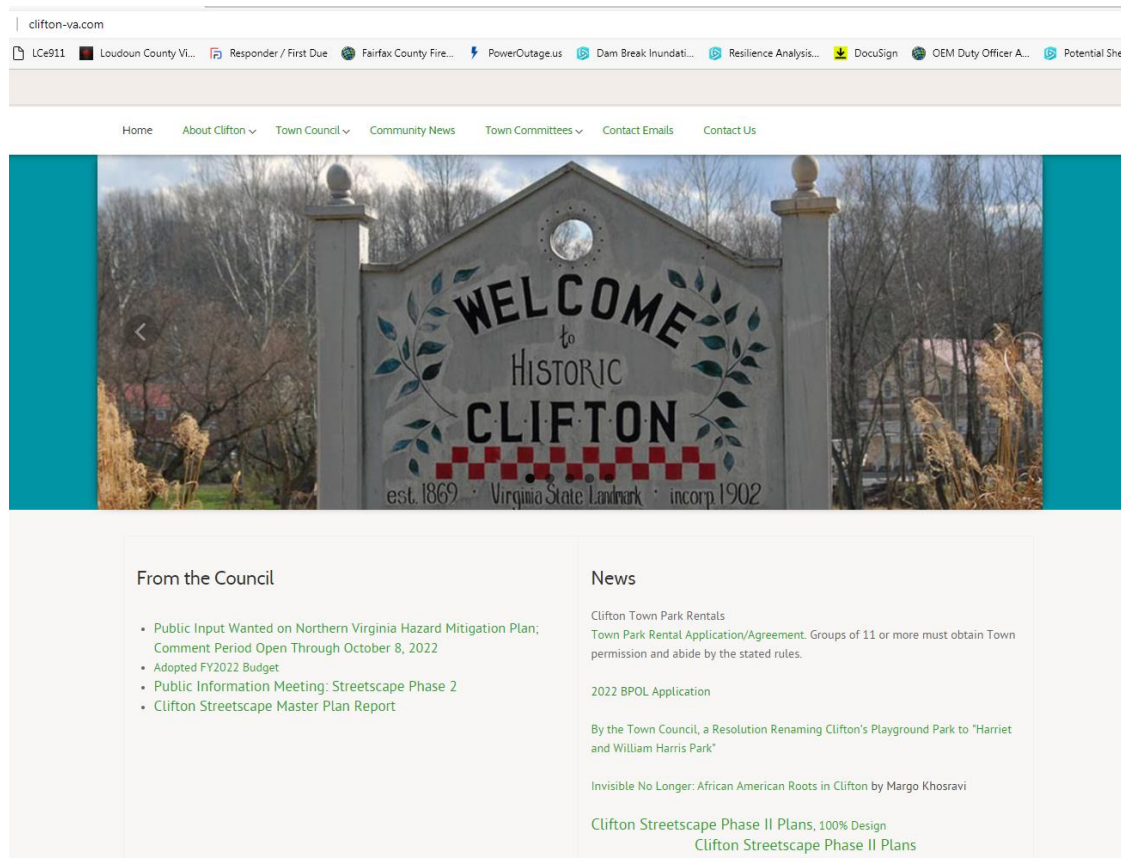 clifton-va.com
LCe911 Loudoun County Vi... Responder / First Due Fairfax County Fire... PowerOutage.us Dam Break Inundati... Resilience Analysis... DocuSign OEM Duty Officer A... Potential She
Home About Clifton Town Council Community News Town Committees Contact Emails Contact Us
WELCOME
to
HISTORIC
C·L·I·F·T·O·N
est. 1869 · Virginia State Landmark · incorp. 1902
From the Council
• Public Input Wanted on Northern Virginia Hazard Mitigation Plan;
Comment Period Open Through October 8, 2022
• Adopted FY2022 Budget
• Public Information Meeting: Streetscape Phase 2
• Clifton Streetscape Master Plan Report
News
Clifton Town Park Rentals
Town Park Rental Application/Agreement. Groups of 11 or more must obtain Town
permission and abide by the stated rules.
2022 BPOL Application
By the Town Council, a Resolution Renaming Clifton's Playground Park to "Harriet
and William Harris Park"
Invisible No Longer: African American Roots in Clifton by Margo Khosravi
Clifton Streetscape Phase II Plans, 100% Design
Clifton Streetscape Phase II Plans